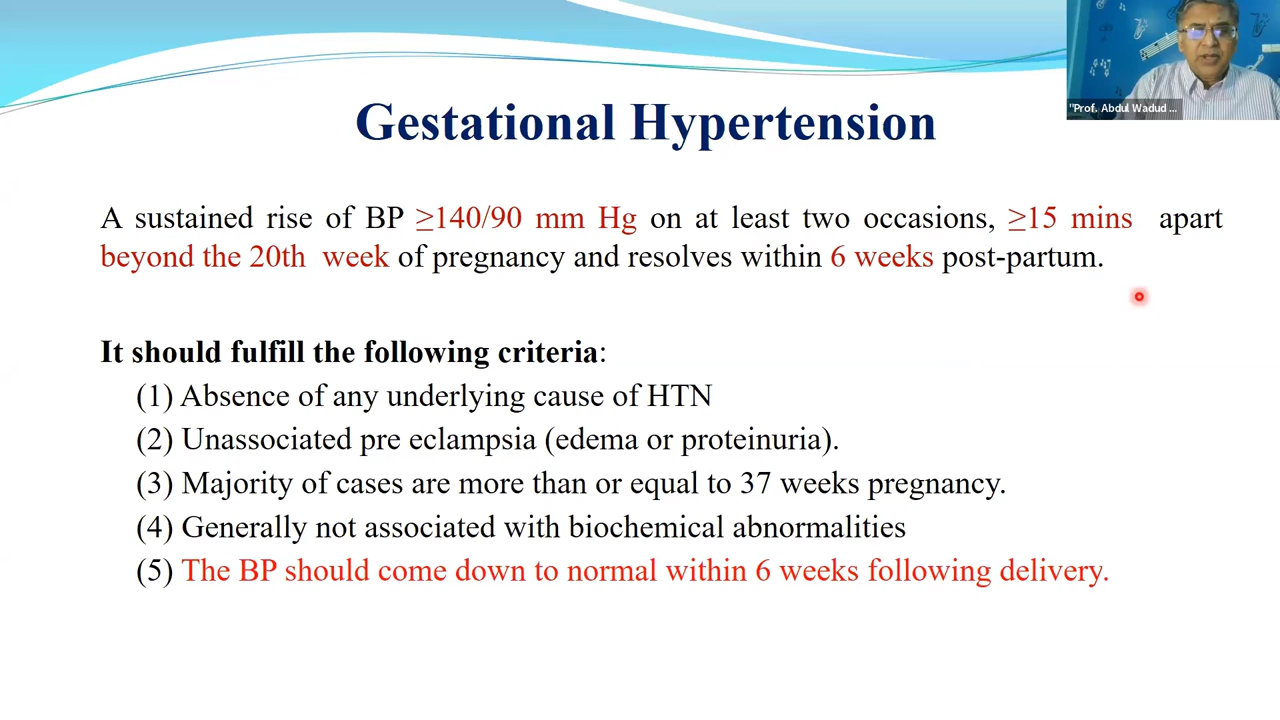 "Prof. Abdul Wadud ...
Gestational Hypertension
A sustained rise of BP ≥140/90 mm Hg on at least two occasions, ≥15 mins apart
beyond the 20th week of pregnancy and resolves within 6 weeks post-partum.
It should fulfill the following criteria:
(1) Absence of any underlying cause of HTN
(2) Unassociated pre eclampsia (edema or proteinuria).
(3) Majority of cases are more than or equal to 37 weeks pregnancy.
(4) Generally not associated with biochemical abnormalities
(5) The BP should come down to normal within 6 weeks following delivery.